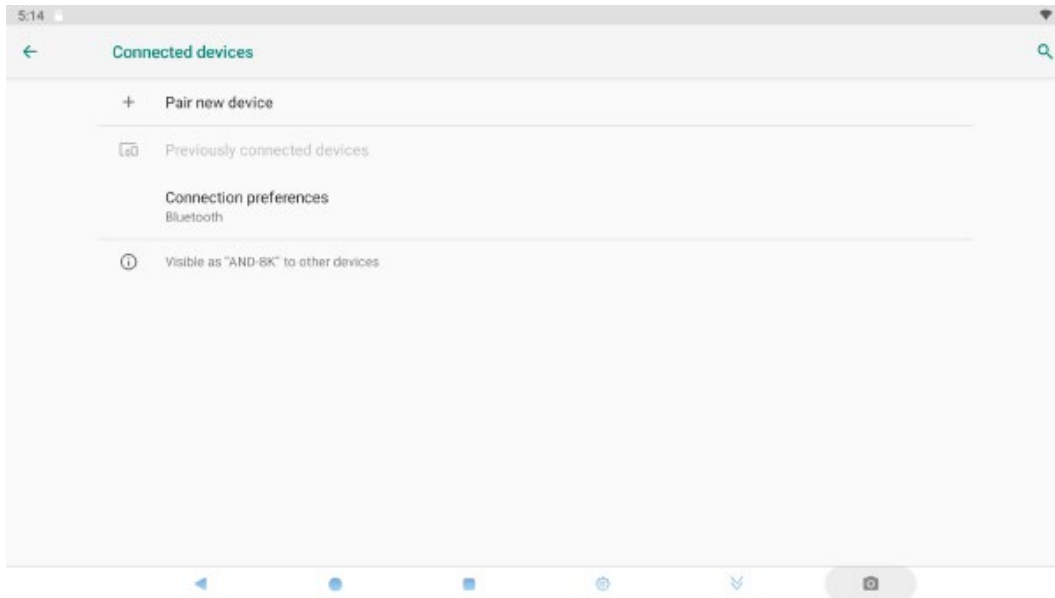 5:14
Connected devices
Pair new device
Previously connected devices
Connection preferences
Bluetooth
Visible as "AND-8K" to other devices